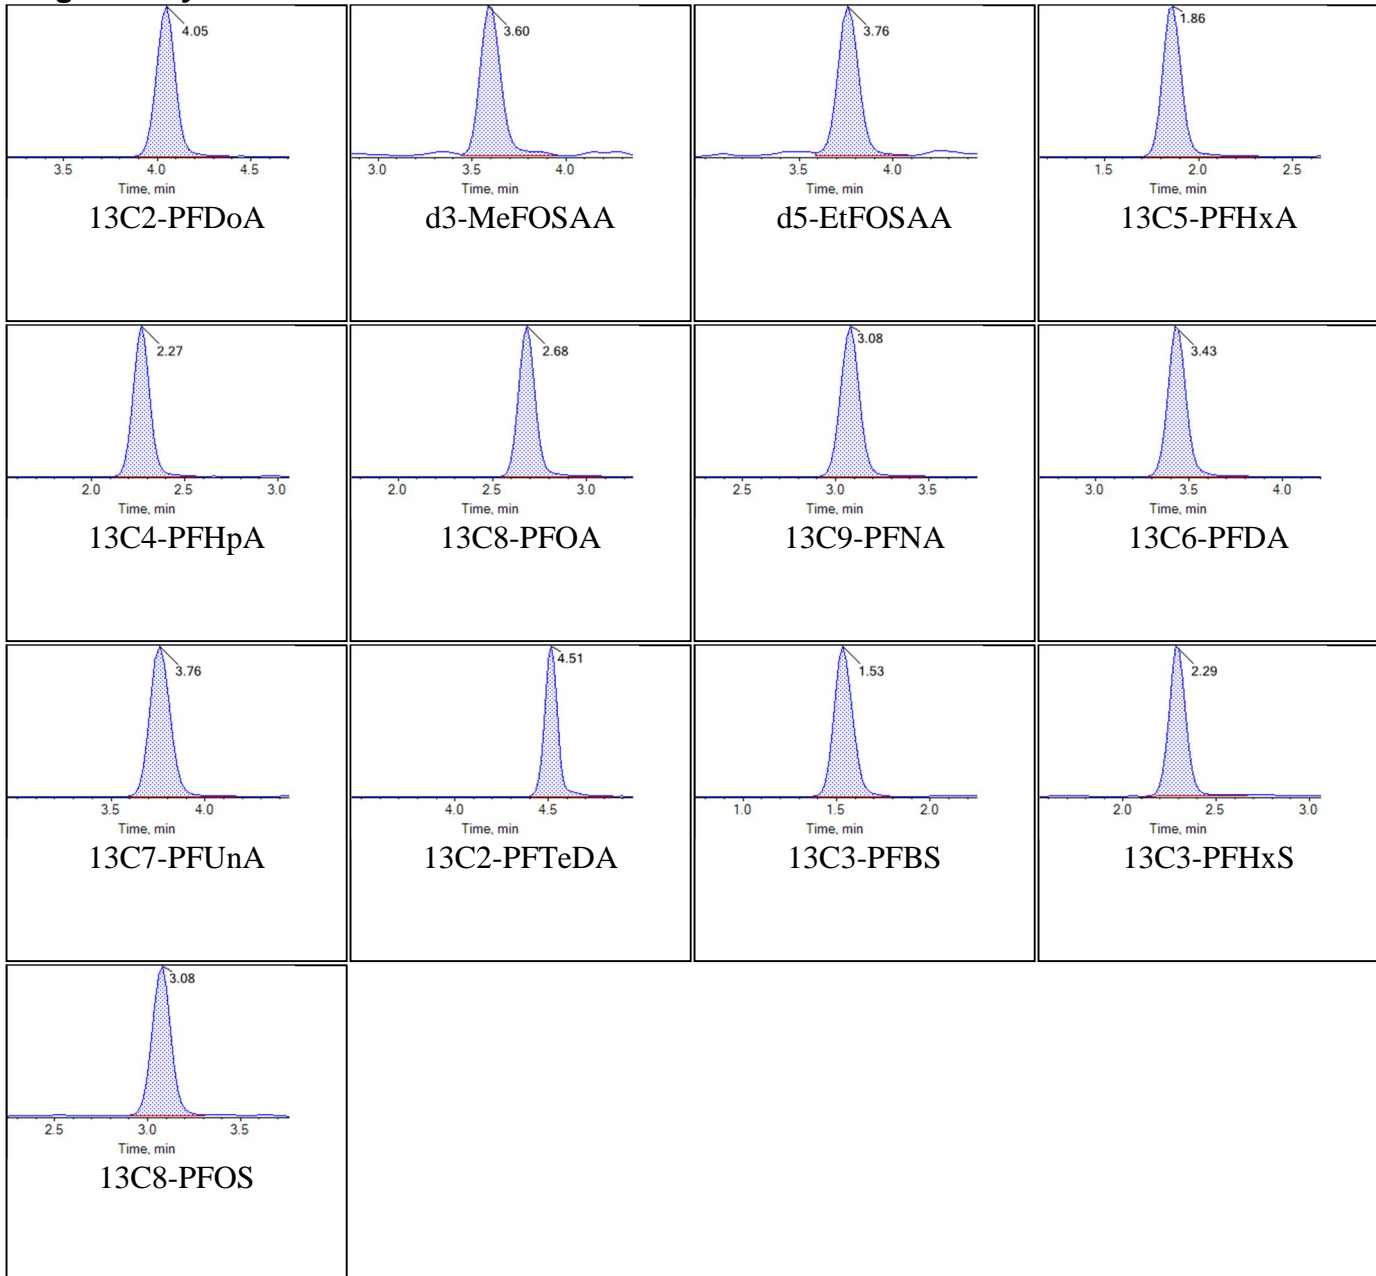 4.05
3.5 4.0 4.5
Time, min
13C2-PFDoA
3.60
3.0 3.5 4.0
Time, min
d3-MeFOSAA
3.76
3.5 4.0
Time, min
d5-EtFOSAA
1.86
1.5 2.0 2.5
Time, min
13C5-PFHxA
2.27
2.0 2.5 3.0
Time, min
13C4-PFHpA
2.68
2.0 2.5 3.0
Time, min
13C8-PFOA
3.08
2.5 3.0 3.5
Time, min
13C9-PFNA
3.43
3.0 3.5 4.0
Time, min
13C6-PFDA
3.76
3.5 4.0
Time, min
13C7-PFUnA
4.51
4.0 4.5
Time, min
13C2-PFTeDA
1.53
1.0 1.5 2.0
Time, min
13C3-PFBS
2.29
2.0 2.5 3.0
Time, min
13C3-PFHxS
3.08
2.5 3.0 3.5
Time, min
13C8-PFOS